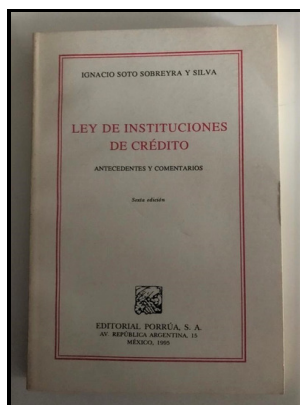 IGNACIO SOTO SOBREYRA Y SILVA
LEY DE INSTITUCIONES
DE CRÉDITO
ANTECEDENTES Y COMENTARIOS
Sexta edición
EDITORIAL PORRÚA, S. A.
AV. REPÚBLICA ARGENTINA, 15
MÉXICO, 1995